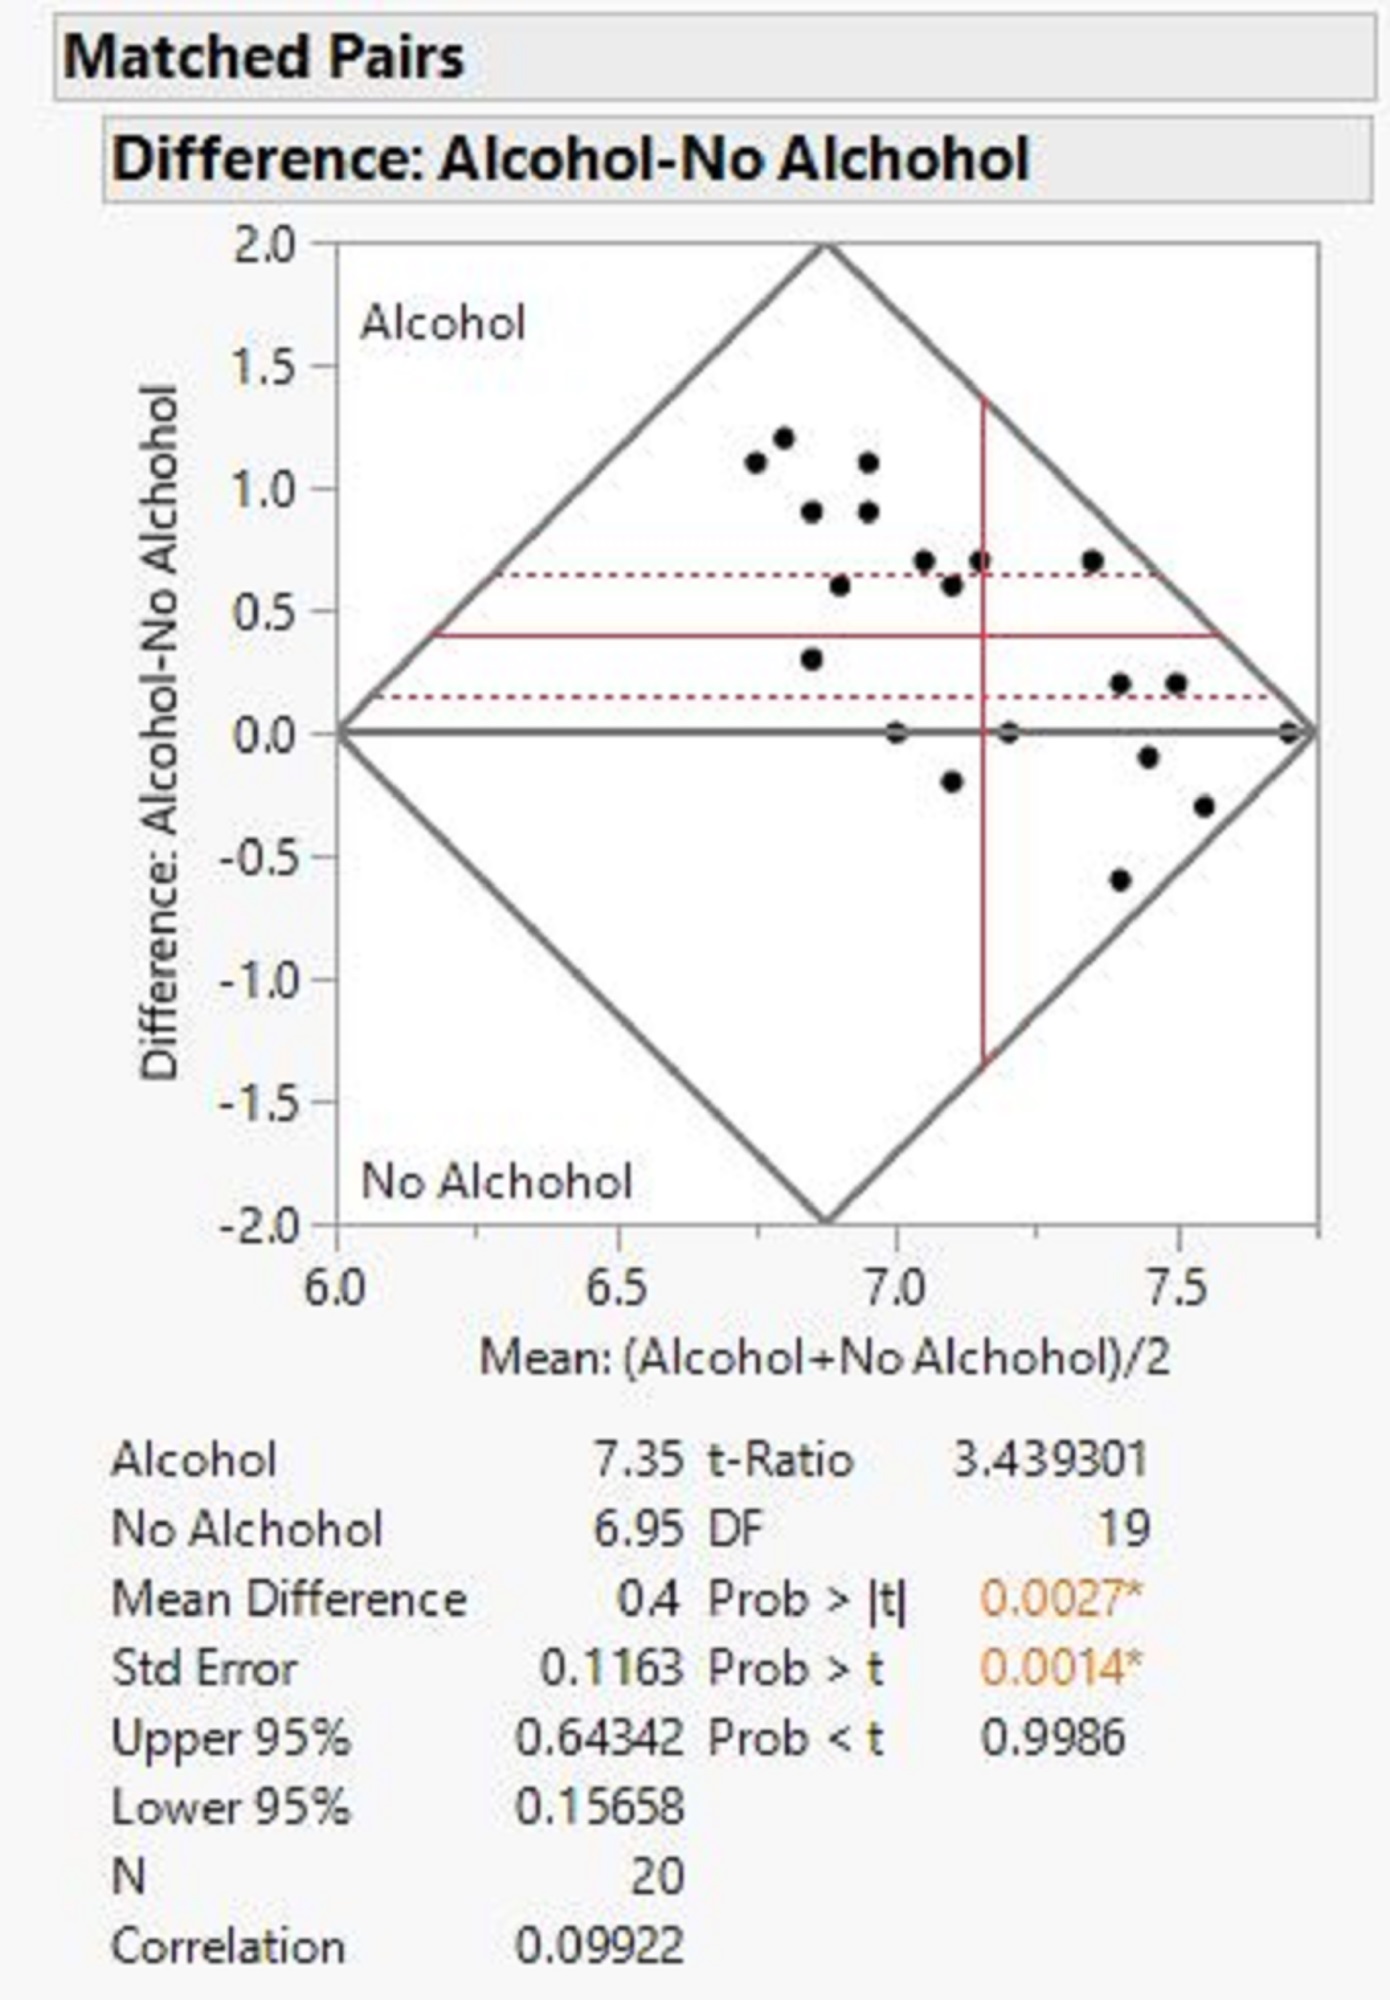 Matched Pairs
Difference: Alcohol-No Alchohol
2.0
1.5
1.0
0.5
0.0
-0.5
-1.0
-1.5
-2.0
Difference: Alcohol-No Alchohol
Alcohol
No Alchohol
6.0 6.5 7.0 7.5
Mean: (Alcohol+No Alchohol)/2
Alcohol 7.35 t-Ratio 3.439301
No Alchohol 6.95 DF 19
Mean Difference 0.4 Prob > |t| 0.0027*
Std Error 0.1163 Prob > t 0.0014*
Upper 95% 0.64342 Prob < t 0.9986
Lower 95% 0.15658
N 20
Correlation 0.09922